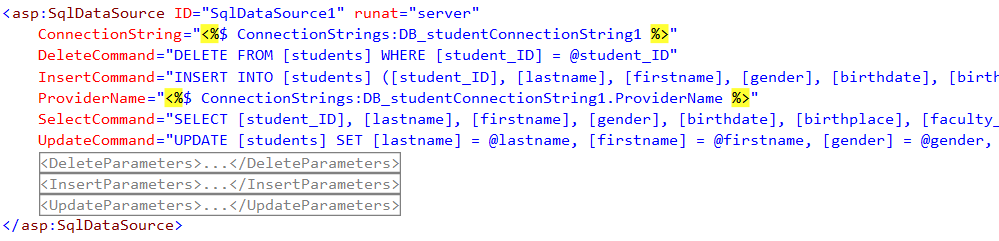 <asp:SqlDataSource ID="SqlDataSource1" runat="server"
ConnectionString="<%$ ConnectionStrings:DB_studentConnectionString1 %>"
DeleteCommand="DELETE FROM [students] WHERE [student_ID] = @student_ID"
InsertCommand="INSERT INTO [students] ([student_ID], [lastname], [firstname], [gender], [birthdate], [birth
ProviderName="<%$ ConnectionStrings:DB_studentConnectionString1.ProviderName %>"
SelectCommand="SELECT [student_ID], [lastname], [firstname], [gender], [birthdate], [birthplace], [faculty_
UpdateCommand="UPDATE [students] SET [lastname] = @lastname, [firstname] = @firstname, [gender] = @gender,
<DeleteParameters>...</DeleteParameters>
<InsertParameters>...</InsertParameters>
<UpdateParameters>...</UpdateParameters>
</asp:SqlDataSource>